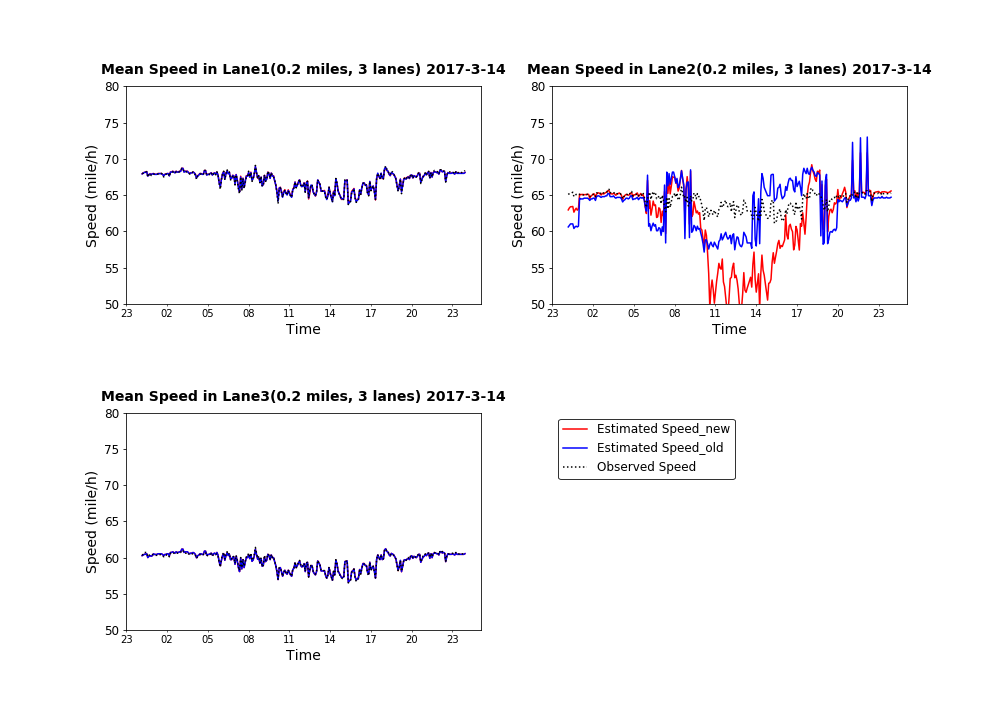 Mean Speed in Lane1(0.2 miles, 3 lanes) 2017-3-14
80
75
70
65
60
55
50
Speed (mile/h)
23 02 05 08 11 14 17 20 23
Time
Mean Speed in Lane2(0.2 miles, 3 lanes) 2017-3-14
80
75
70
65
60
55
50
Speed (mile/h)
23 02 05 08 11 14 17 20 23
Time
Mean Speed in Lane3(0.2 miles, 3 lanes) 2017-3-14
80
75
70
65
60
55
50
Speed (mile/h)
23 02 05 08 11 14 17 20 23
Time
Estimated Speed_new
Estimated Speed_old
Observed Speed